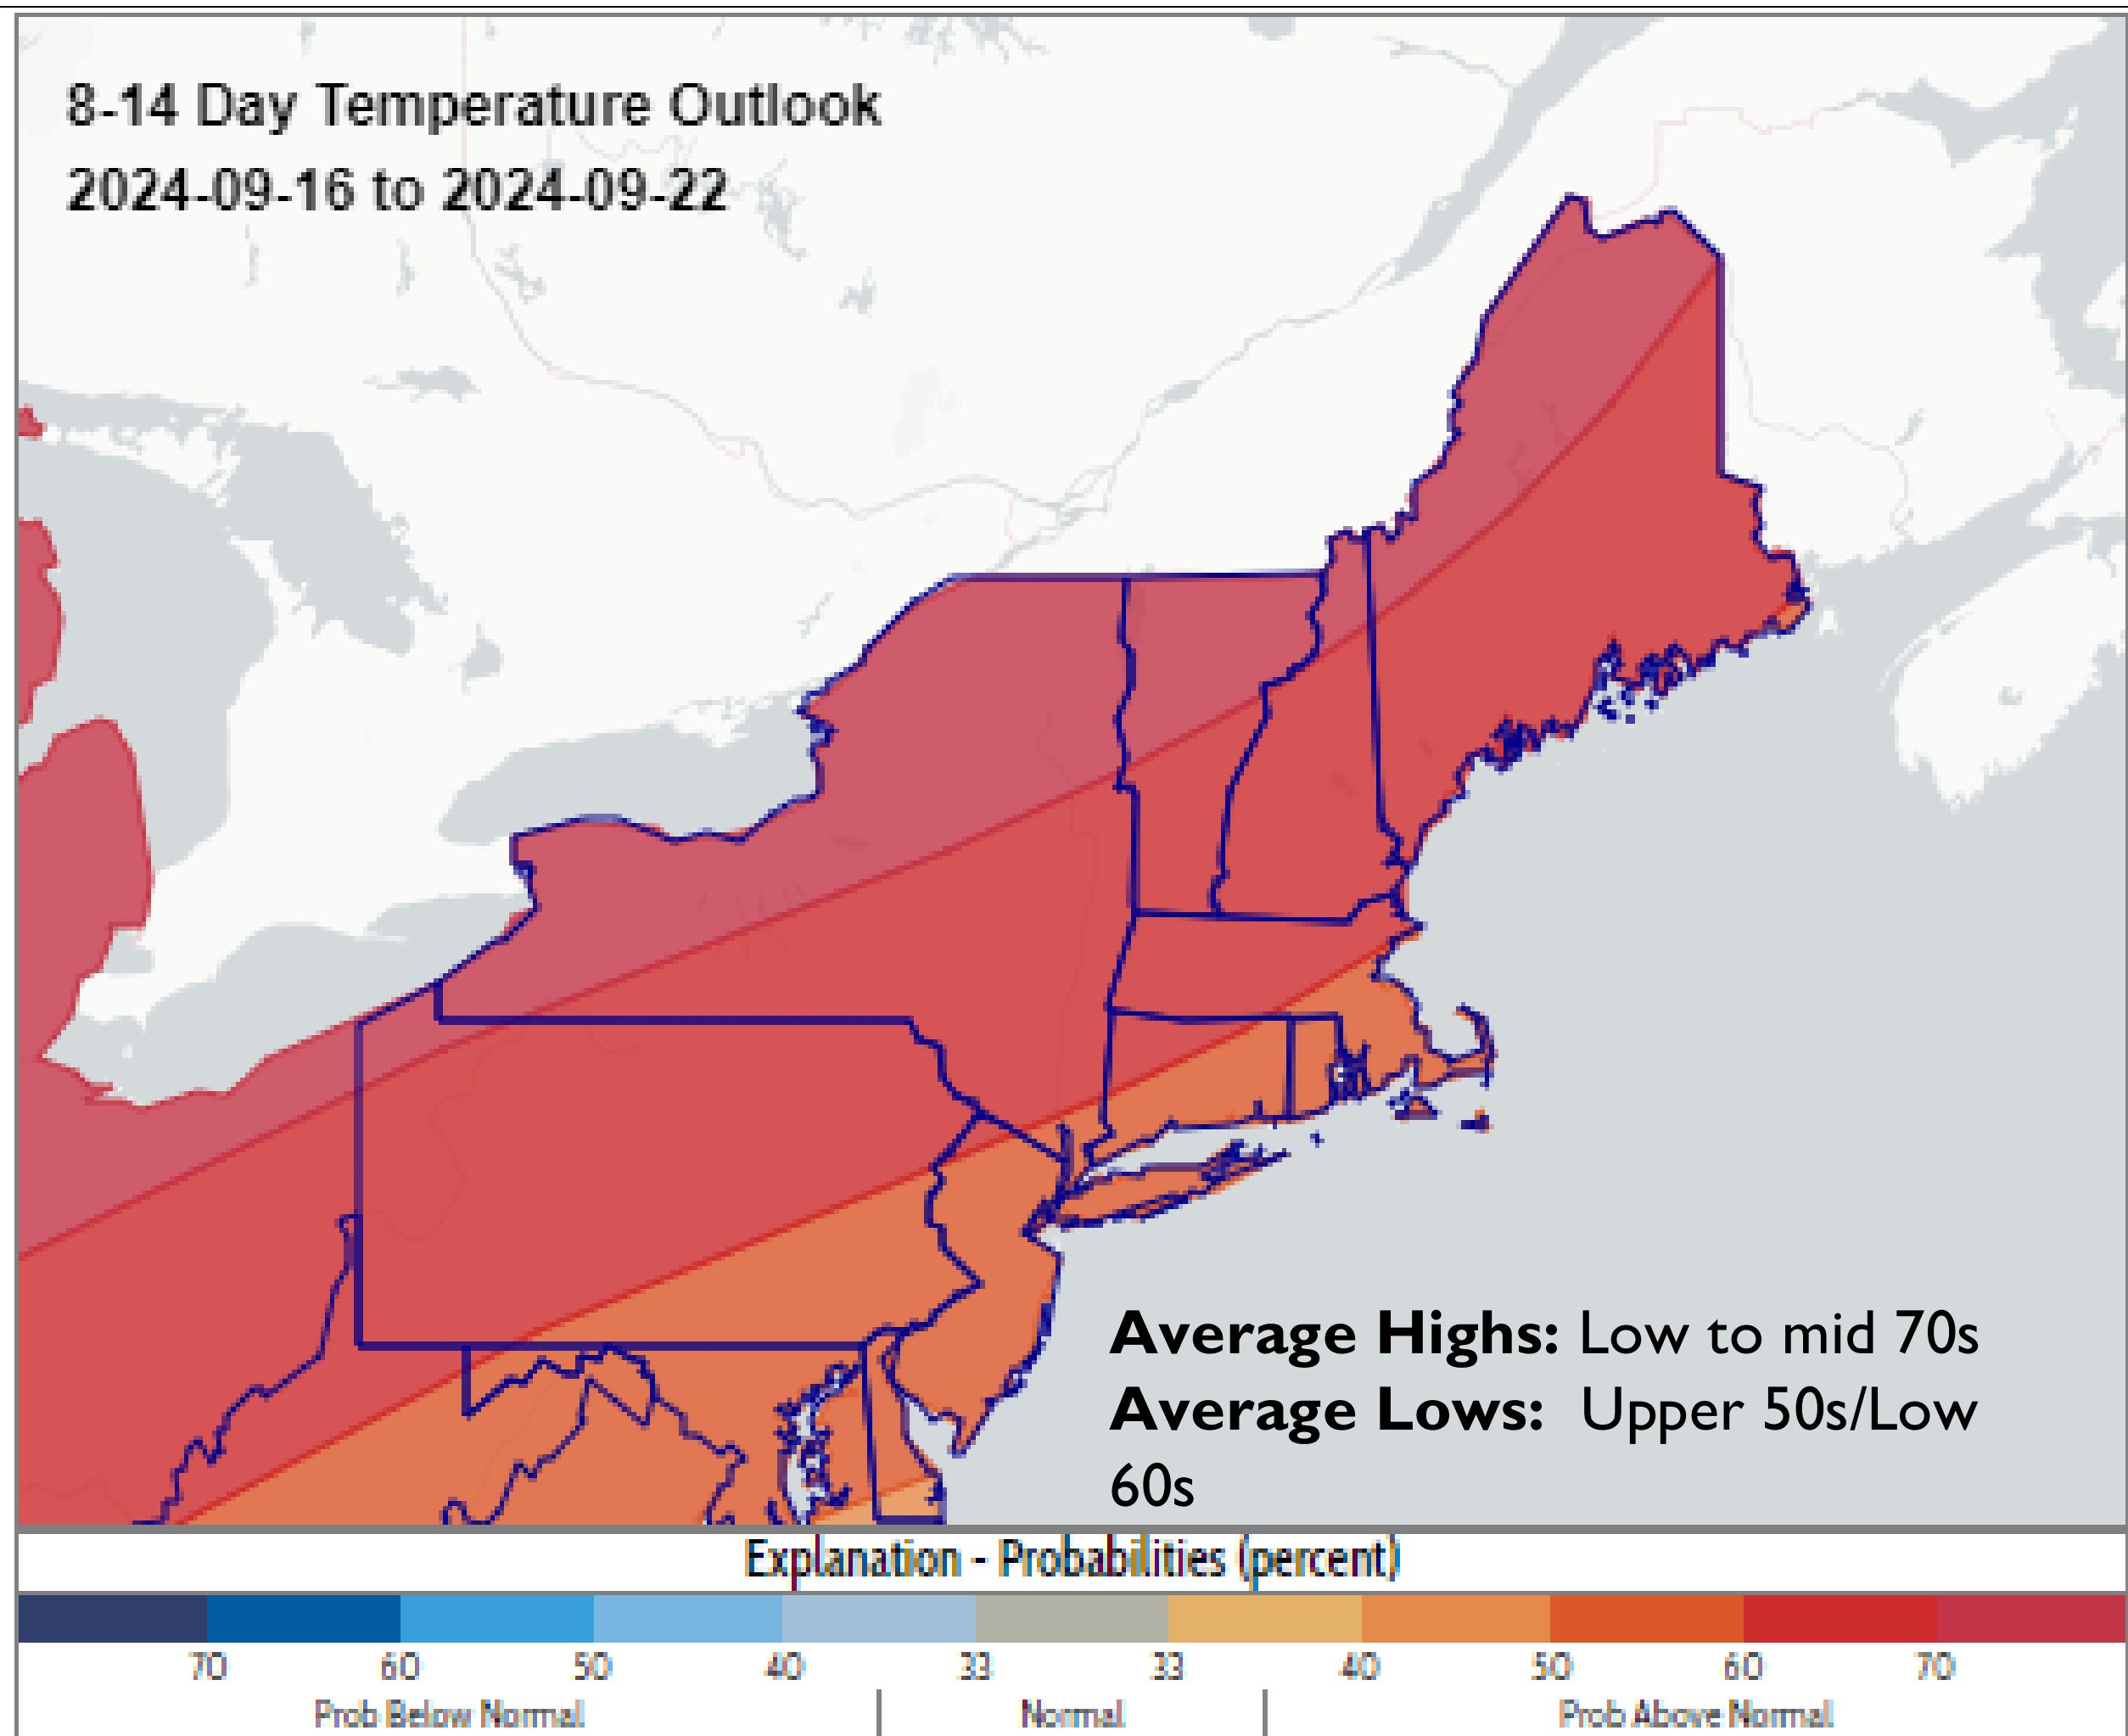 8-14 Day Temperature Outlook
2024-09-16 to 2024-09-22
Average Highs: Low to mid 70s
Average Lows: Upper 50s/Low
60s
Explanation - Probabilities (percent)
70 60 50 40 33 33 40 50 60 70
Prob Below Normal Normal Prob Above Normal